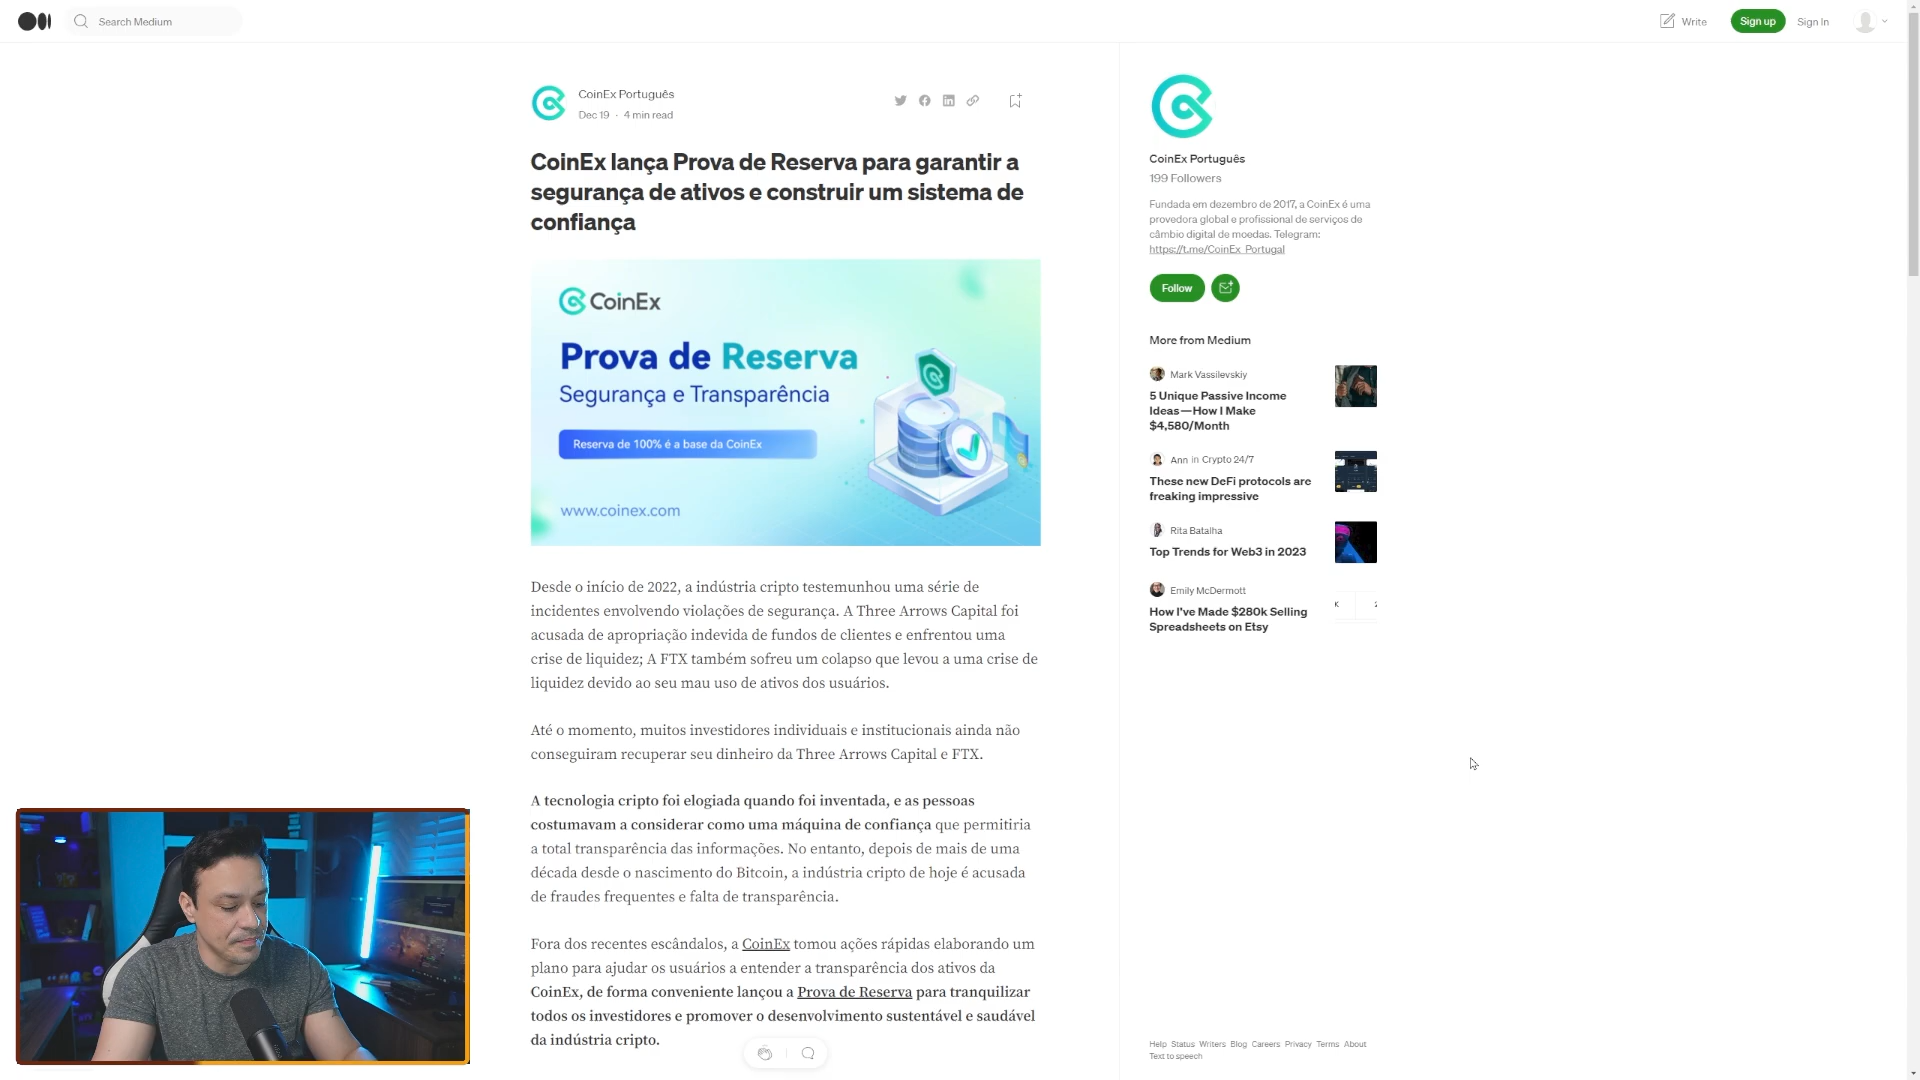 Search Medium
Write
Sign up
Sign In
CoinEx Português
Dec 19 · 4 min read
CoinEx lança Prova de Reserva para garantir a
segurança de ativos e construir um sistema de
confiança
CoinEx
Prova de Reserva
Segurança e Transparência
Reserva de 100% é a base da CoinEx
www.coinex.com
Desde o início de 2022, a indústria cripto testemunhou uma série de
incidentes envolvendo violações de segurança. A Three Arrows Capital foi
acusada de apropriação indevida de fundos de clientes e enfrentou uma
crise de liquidez; A FTX também sofreu um colapso que levou a uma crise de
liquidez devido ao seu mau uso de ativos dos usuários.
Até o momento, muitos investidores individuais e institucionais ainda não
conseguiram recuperar seu dinheiro da Three Arrows Capital e FTX.
A tecnologia cripto foi elogiada quando foi inventada, e as pessoas
costumavam a considerar como uma máquina de confiança que permitiria
a total transparência das informações. No entanto, depois de mais de uma
década desde o nascimento do Bitcoin, a indústria cripto de hoje é acusada
de fraudes frequentes e falta de transparência.
Fora dos recentes escândalos, a CoinEx tomou ações rápidas elaborando um
plano para ajudar os usuários a entender a transparência dos ativos da
CoinEx, de forma conveniente lançou a Prova de Reserva para tranquilizar
todos os investidores e promover o desenvolvimento sustentável e saudável
da indústria cripto.
CoinEx Português
199 Followers
Fundada em dezembro de 2017, a CoinEx é uma
provedora global e profissional de serviços de
câmbio digital de moedas. Telegram:
https://t.me/CoinEx_Portugal
Follow
More from Medium
Mark Vassilevskiy
5 Unique Passive Income
Ideas — How I Make
$4,580/Month
Ann in Crypto 24/7
These new DeFi protocols are
freaking impressive
Rita Batalha
Top Trends for Web3 in 2023
Emily McDermott
How I've Made $280k Selling
Spreadsheets on Etsy
Help Status Writers Blog Careers Privacy Terms About
Text to speech